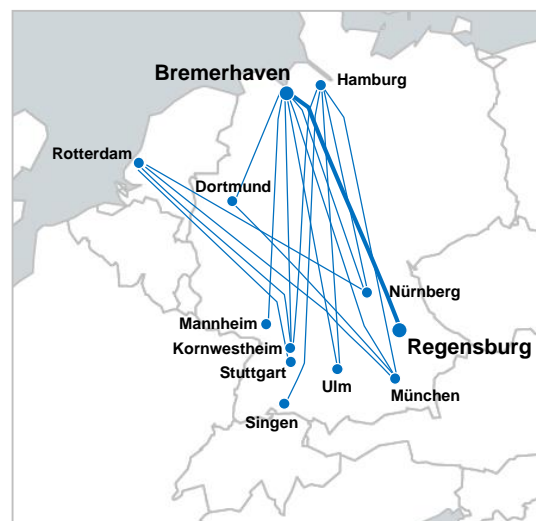 Hamburg
Bremerhaven
Rotterdam
Dortmund
Nürnberg
Mannheim
Regensburg
Kornwestheim
Stuttgart
Ulm
München
Singen